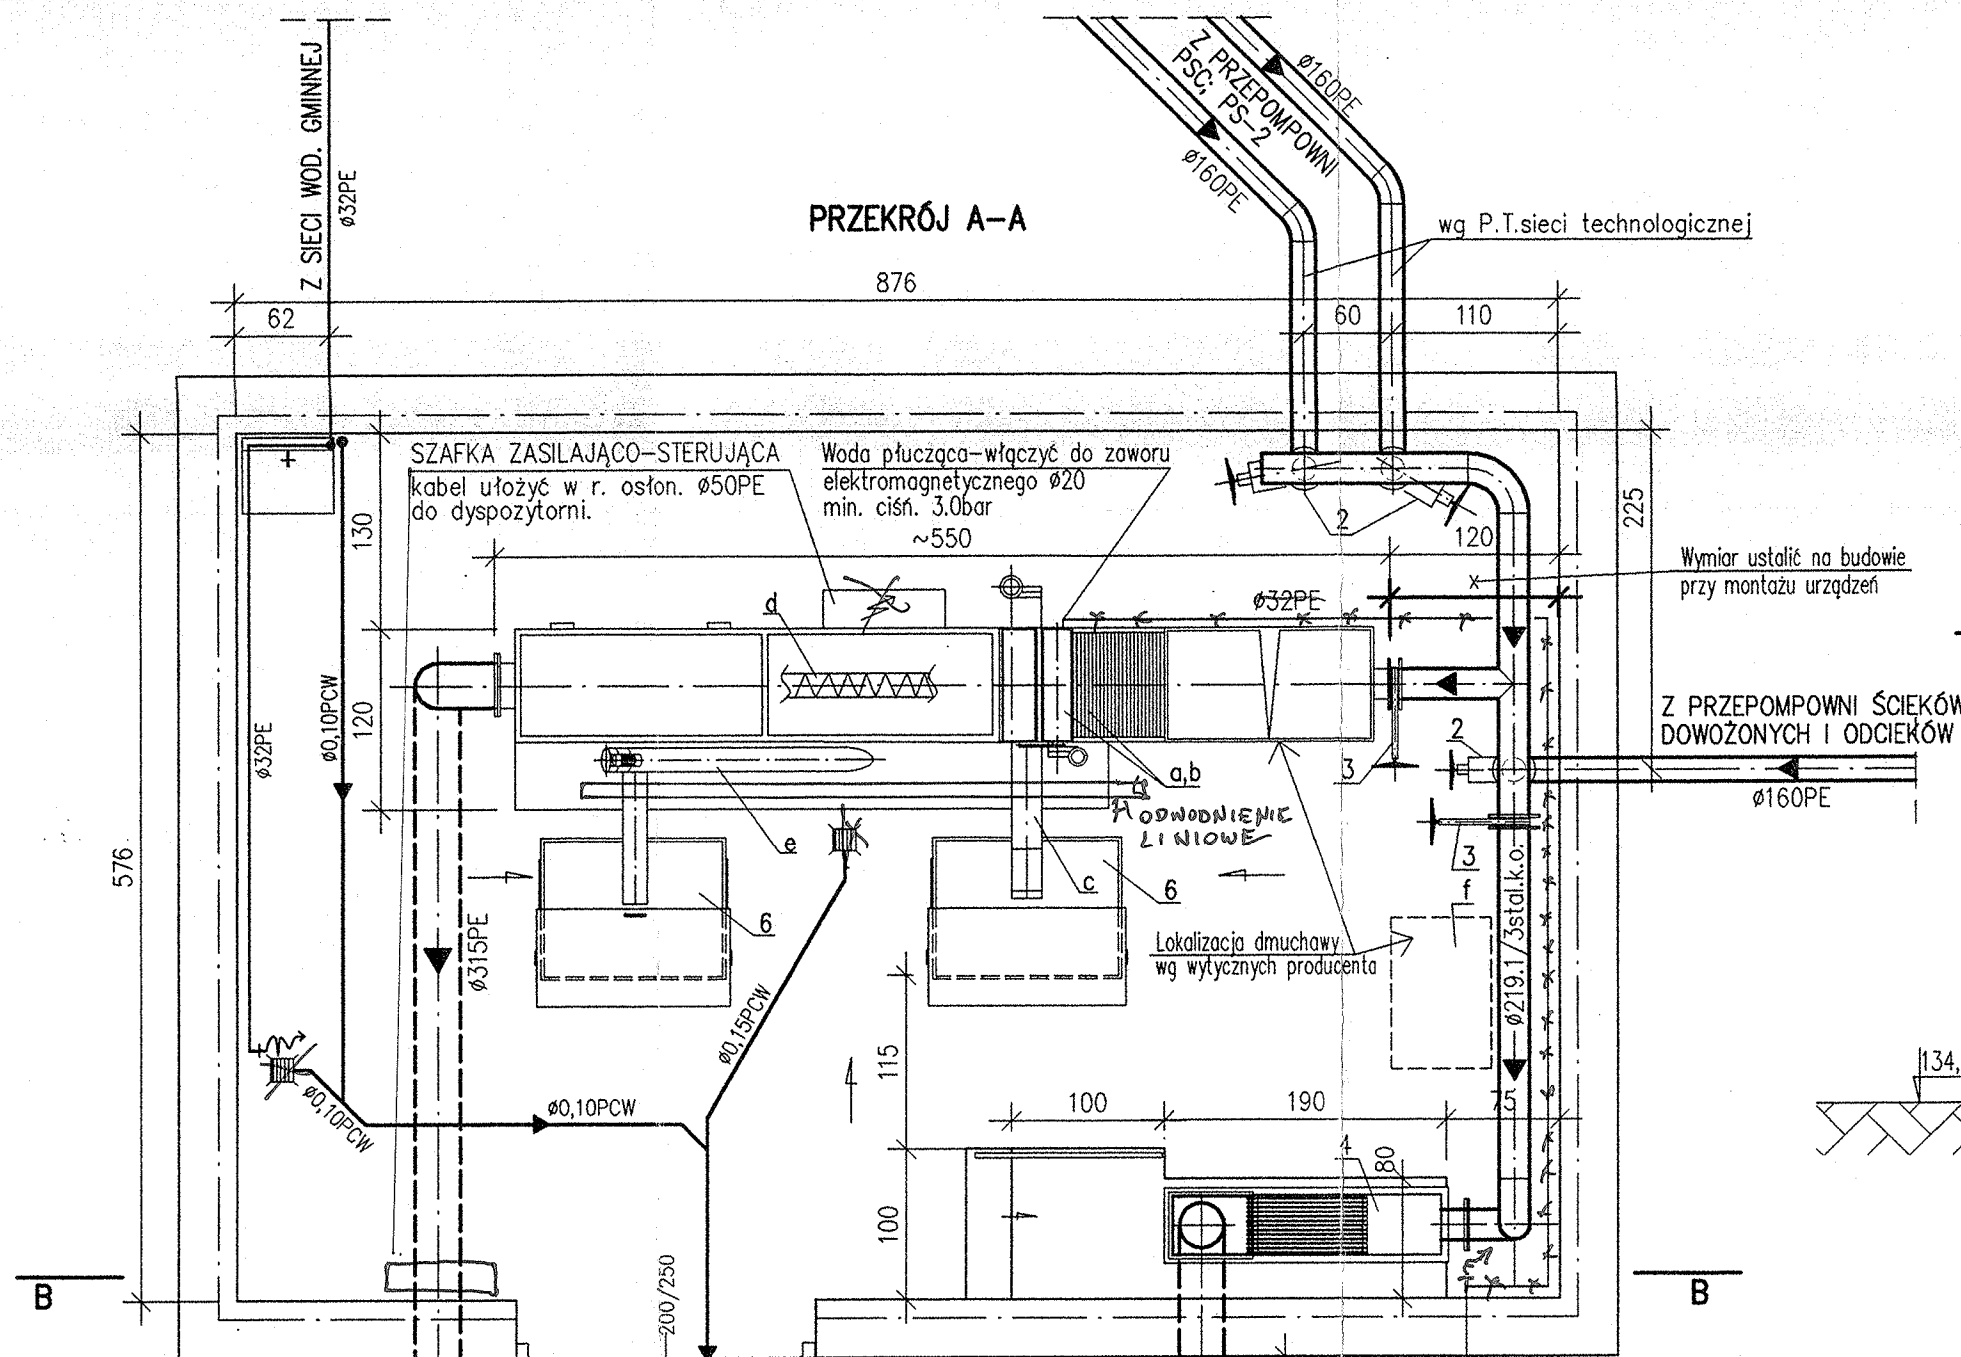 Z SIECI WOD. GMINNEJ
ø32PE
PRZEKRÓJ A-A
Z PRZEPOMPOWNI
PSC; PS-2
ø160PE
ø160PE
wg P.T.sieci technologicznej
876
62
60
110
SZAFKA ZASILAJĄCO-STERUJĄCA
kabel ułożyć w r. osłon. ø50PE
do dyspozytorni.
Woda płucząca-włączyć do zaworu
elektromagnetycznego ø20
min. ciśn. 3.0bar
~550
130
2
120
225
Wymiar ustalić na budowie
przy montażu urządzeń
x
ø32PE
d
120
ø32PE
ø0,10PCW
Z PRZEPOMPOWNI ŚCIEKÓW
DOWOŻONYCH I ODCIEKÓW
2
3
a,b
ø160PE
ODWODNIENIE
LINIOWE
e
c
6
6
3
f
576
ø315PE
Lokalizacja dmuchawy
wg wytycznych producenta
ø219.1/3stal.k.o.
ø0,15PCW
115
134,
ø0,10PCW
ø0,10PCW
100
190
75
4
80
100
200/250
B
B